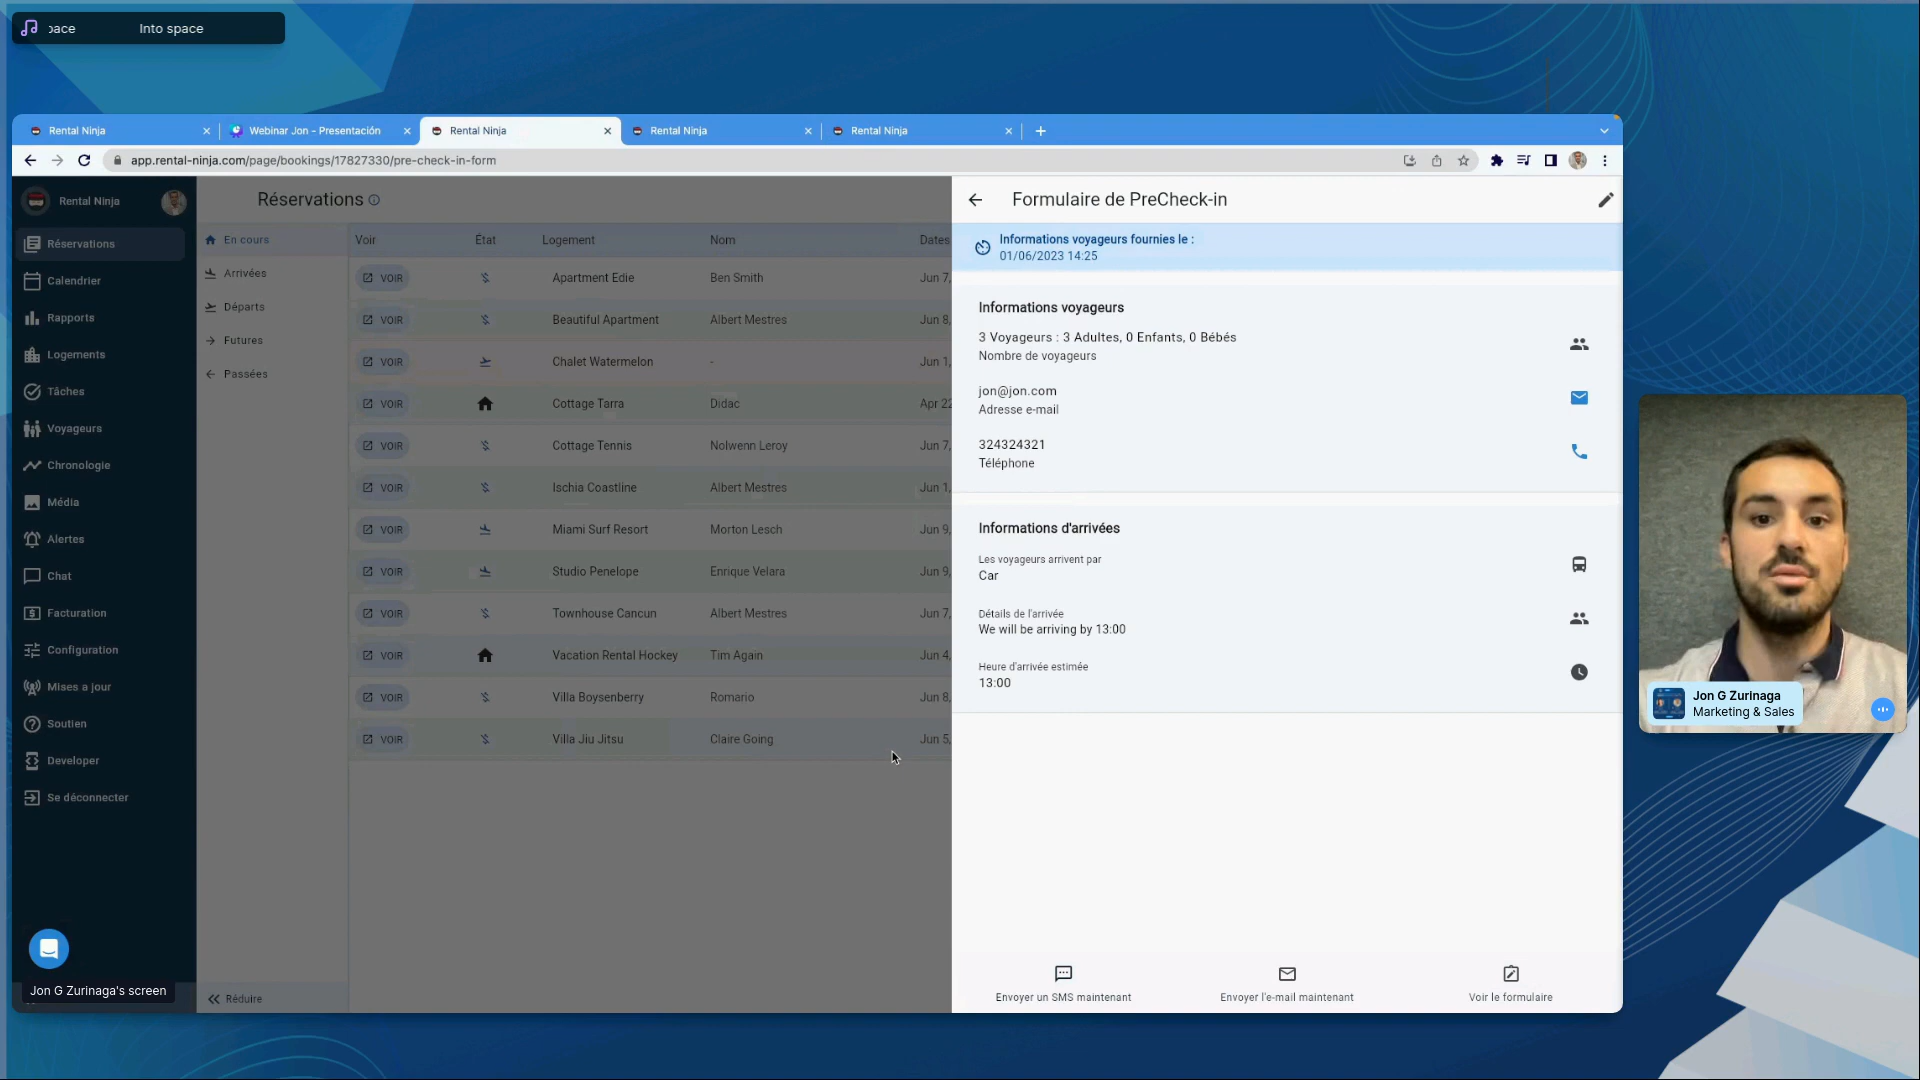 pace Into space
Rental Ninja
Webinar Jon - Presentación
Rental Ninja
Rental Ninja
Rental Ninja
app.rental-ninja.com/page/bookings/17827330/pre-check-in-form
Rental Ninja
Réservations
Calendrier
Rapports
Logements
Tâches
Voyageurs
Chronologie
Média
Alertes
Chat
Facturation
Configuration
Mises a jour
Soutien
Developer
Se déconnecter
Jon G Zurinaga's screen
Réservations
En cours
Arrivées
Départs
Futures
Passées
Réduire
Voir État Logement Nom Dates
VOIR Apartment Edie Ben Smith Jun 7,
VOIR Beautiful Apartment Albert Mestres Jun 8,
VOIR Chalet Watermelon - Jun 1,
VOIR Cottage Tarra Didac Apr 22
VOIR Cottage Tennis Nolwenn Leroy Jun 7,
VOIR Ischia Coastline Albert Mestres Jun 1,
VOIR Miami Surf Resort Morton Lesch Jun 9,
VOIR Studio Penelope Enrique Velara Jun 9,
VOIR Townhouse Cancun Albert Mestres Jun 7,
VOIR Vacation Rental Hockey Tim Again Jun 4,
VOIR Villa Boysenberry Romario Jun 8,
VOIR Villa Jiu Jitsu Claire Going Jun 5,
Formulaire de PreCheck-in
Informations voyageurs fournies le :
01/06/2023 14:25
Informations voyageurs
3 Voyageurs : 3 Adultes, 0 Enfants, 0 Bébés
Nombre de voyageurs
jon@jon.com
Adresse e-mail
324324321
Téléphone
Informations d'arrivées
Les voyageurs arrivent par
Car
Détails de l'arrivée
We will be arriving by 13:00
Heure d'arrivée estimée
13:00
Envoyer un SMS maintenant
Envoyer l'e-mail maintenant
Voir le formulaire
Jon G Zurinaga
Marketing & Sales